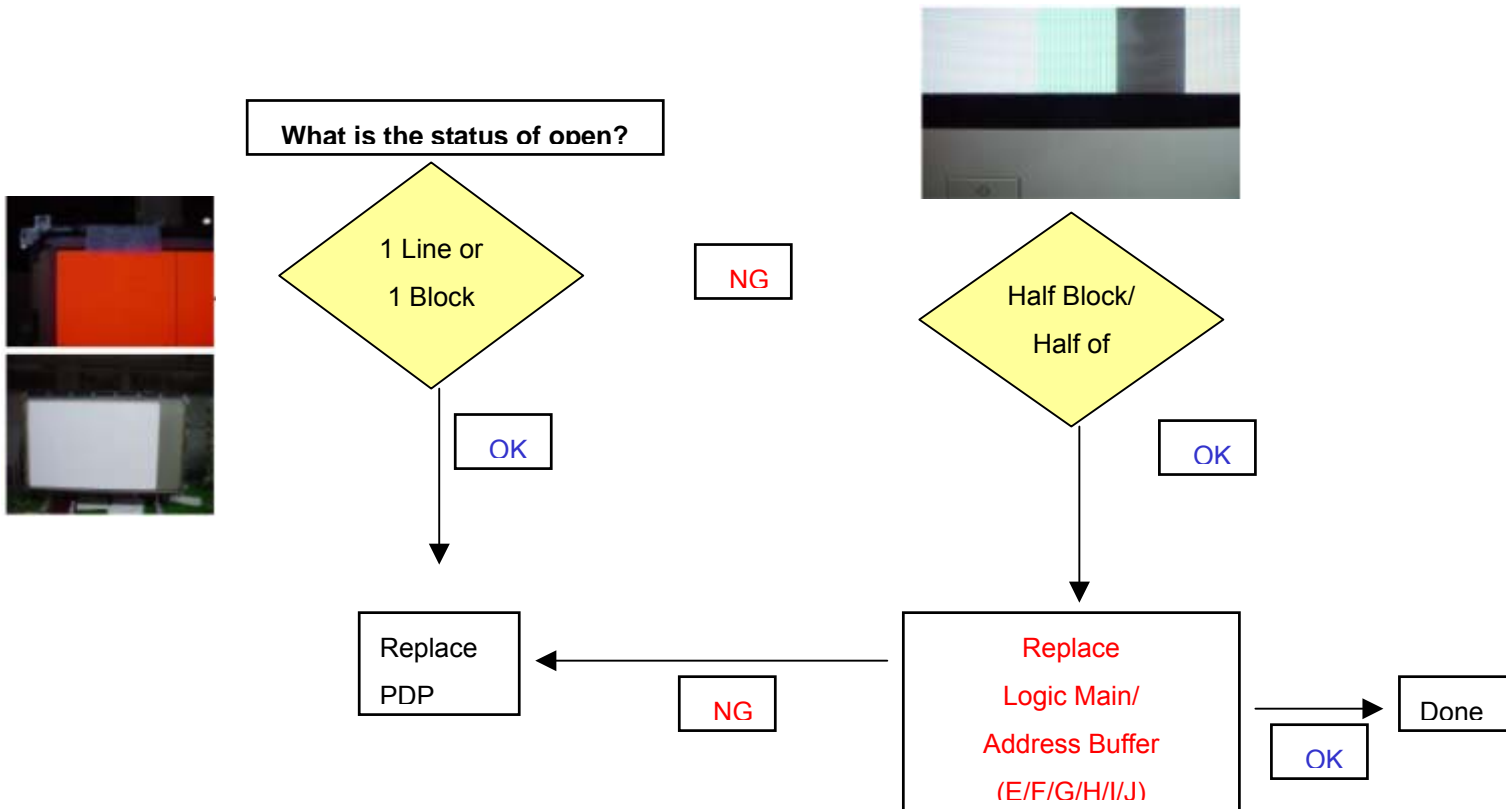 What is the status of open?
1 Line or
1 Block
NG
Half Block/
Half of
OK
OK
Replace
PDP
NG
Replace
Logic Main/
Address Buffer
(E/F/G/H/I/J)
OK
Done